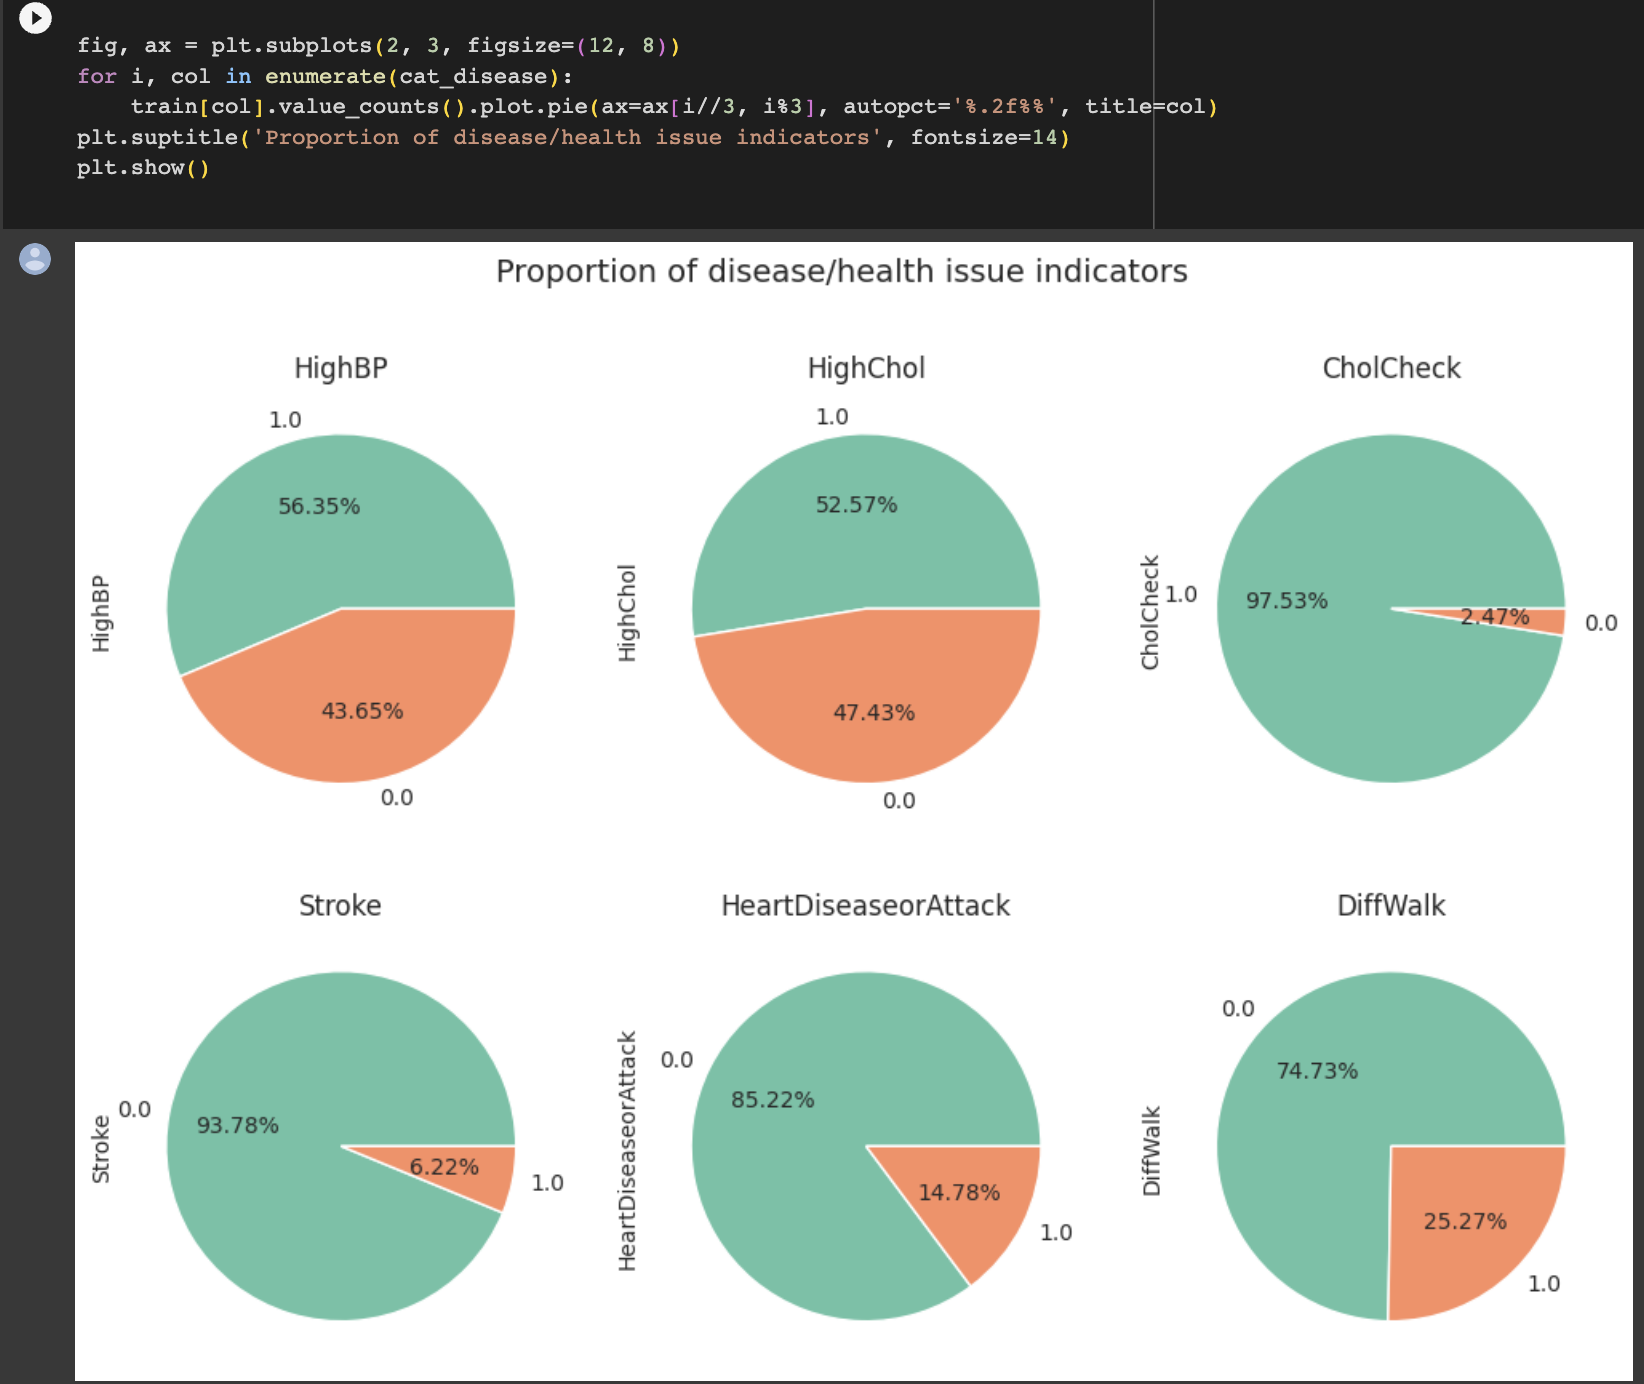 fig, ax = plt.subplots(2, 3, figsize=(12, 8))
for i, col in enumerate(cat_disease):
    train[col].value_counts().plot.pie(ax=ax[i//3, i%3], autopct='%.2f%%', title=col)
plt.suptitle('Proportion of disease/health issue indicators', fontsize=14)
plt.show()
Proportion of disease/health issue indicators
HighBP
1.0
56.35%
HighBP
43.65%
0.0
HighChol
1.0
52.57%
HighChol
47.43%
0.0
CholCheck
CholCheck
1.0
97.53%
2.47%
0.0
Stroke
Stroke
0.0
93.78%
6.22%
1.0
HeartDiseaseorAttack
HeartDiseaseorAttack
0.0
85.22%
14.78%
1.0
DiffWalk
0.0
74.73%
DiffWalk
25.27%
1.0